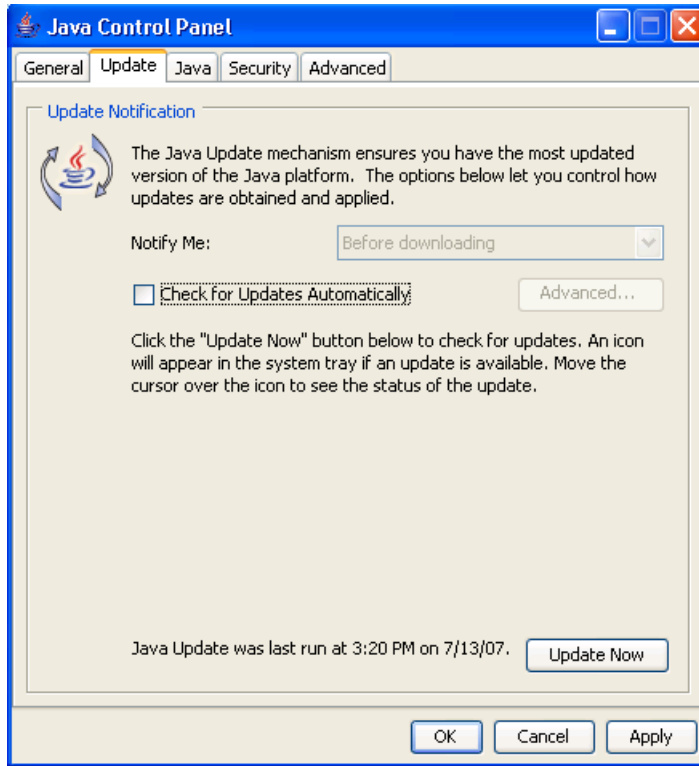 Java Control Panel
General Update Java Security Advanced
Update Notification
The Java Update mechanism ensures you have the most updated
version of the Java platform. The options below let you control how
updates are obtained and applied.
Notify Me: Before downloading
Check for Updates Automatically Advanced...
Click the "Update Now" button below to check for updates. An icon
will appear in the system tray if an update is available. Move the
cursor over the icon to see the status of the update.
Java Update was last run at 3:20 PM on 7/13/07. Update Now
OK Cancel Apply